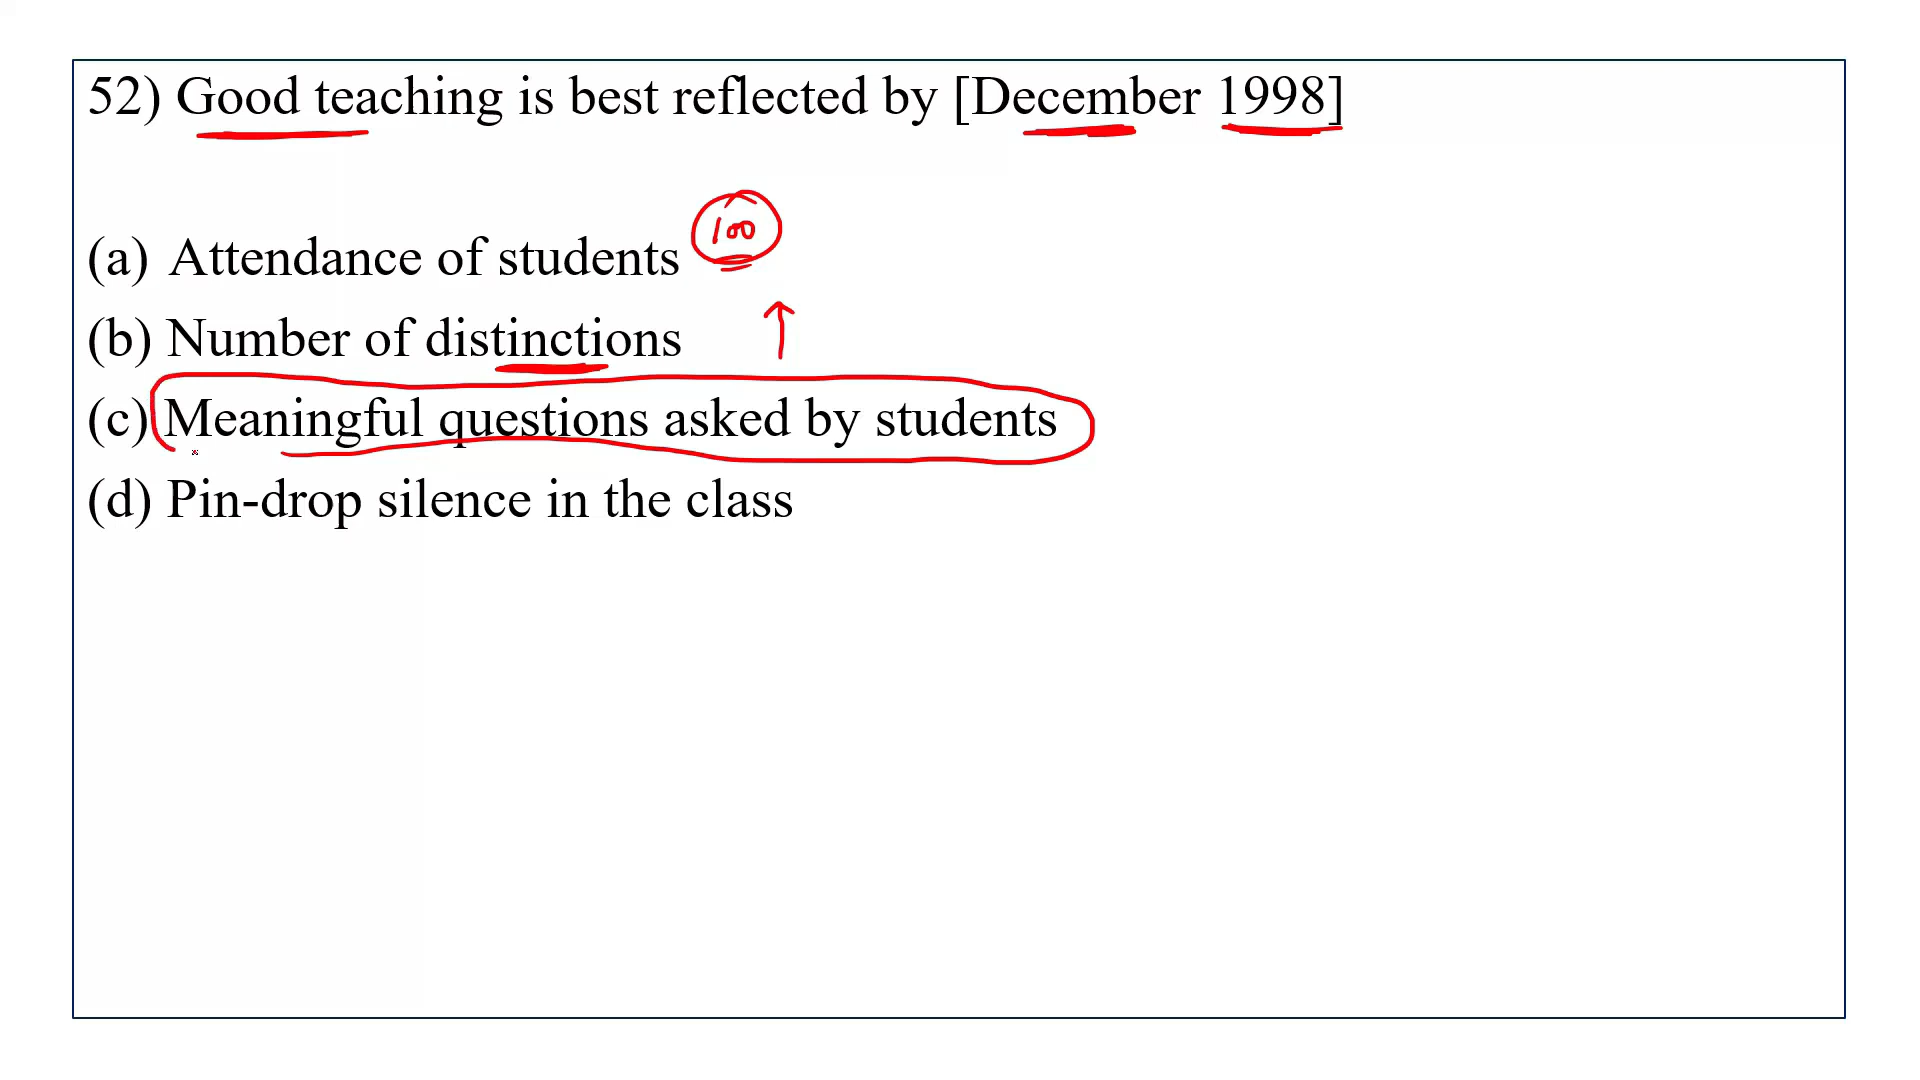 52) Good teaching is best reflected by [December 1998]
100
(a) Attendance of students
(b) Number of distinctions
(c) Meaningful questions asked by students
(d) Pin-drop silence in the class